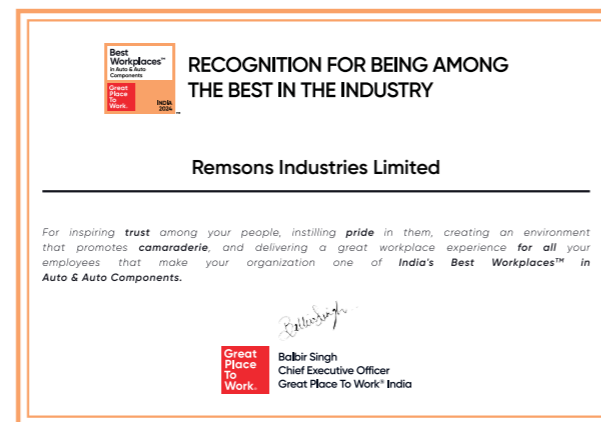 Best
Workplaces™
in Auto & Auto
Components
Great
Place
To
Work.
INDIA
2024
RECOGNITION FOR BEING AMONG
THE BEST IN THE INDUSTRY
Remsons Industries Limited
For inspiring trust among your people, instilling pride in them, creating an environment
that promotes camaraderie, and delivering a great workplace experience for all your
employees that make your organization one of India's Best Workplaces™ in
Auto & Auto Components.
Balbir Singh
Great
Place
To
Work.
Balbir Singh
Chief Executive Officer
Great Place To Work® India